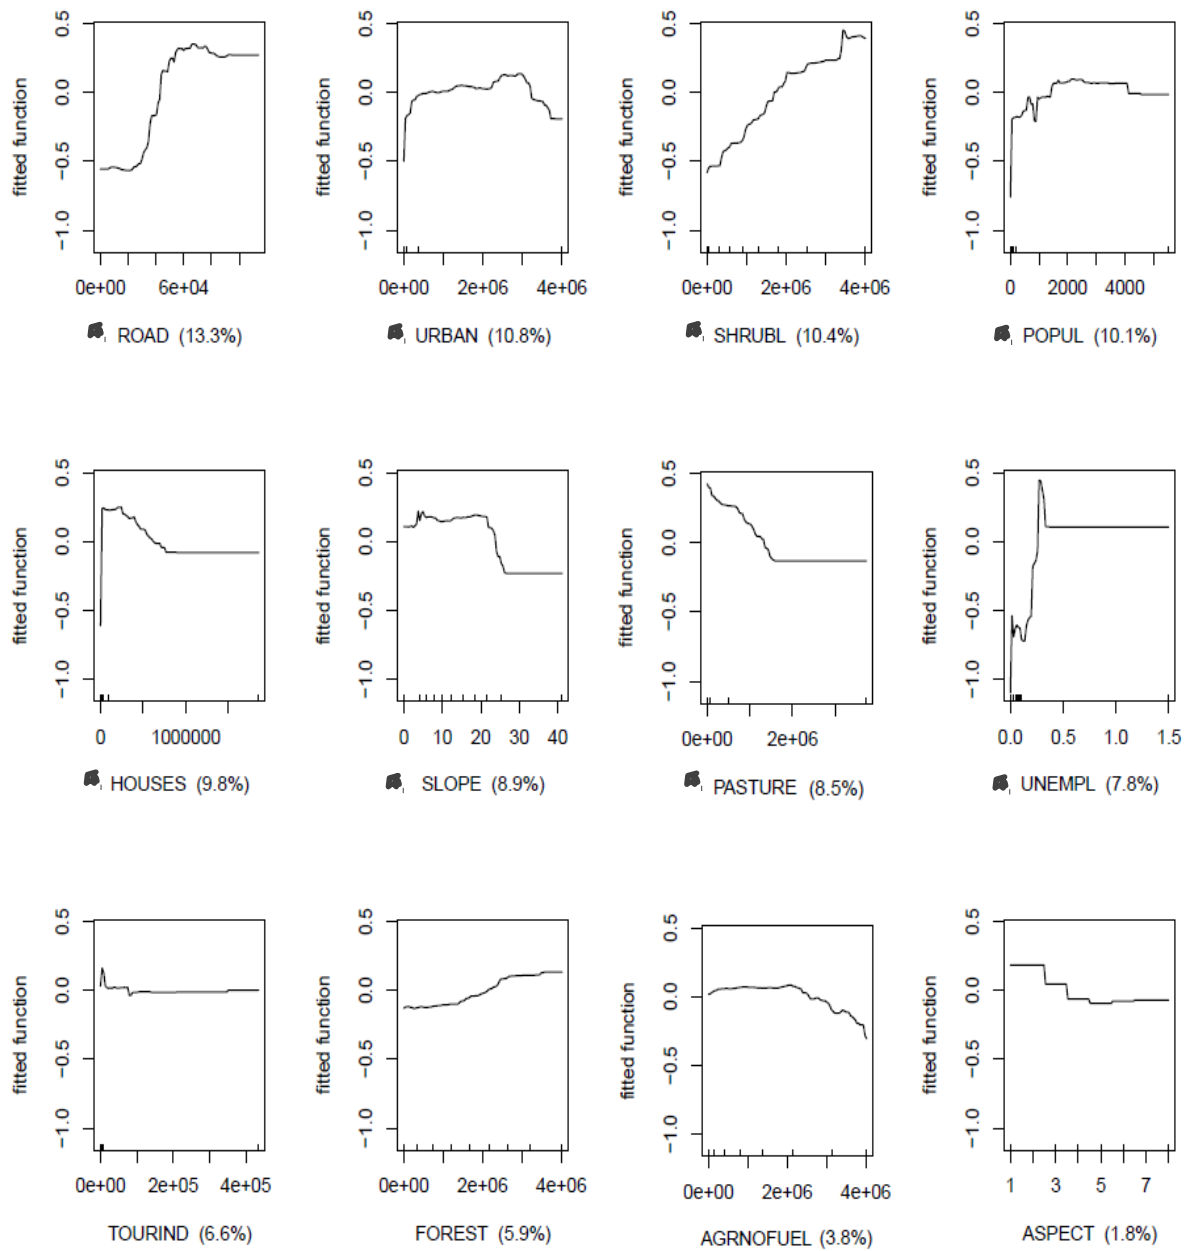 fitted function
0.5
0.0
−0.5
−1.0
0e+00 6e+04
ROAD (13.3%)
fitted function
0.5
0.0
−0.5
−1.0
0e+00 2e+06 4e+06
URBAN (10.8%)
fitted function
0.5
0.0
−0.5
−1.0
0e+00 2e+06 4e+06
SHRUBL (10.4%)
fitted function
0.5
0.0
−0.5
−1.0
0 2000 4000
POPUL (10.1%)
fitted function
0.5
0.0
−0.5
−1.0
0 1000000
HOUSES (9.8%)
fitted function
0.5
0.0
−0.5
−1.0
0 10 20 30 40
SLOPE (8.9%)
fitted function
0.5
0.0
−0.5
−1.0
0e+00 2e+06
PASTURE (8.5%)
fitted function
0.5
0.0
−0.5
−1.0
0.0 0.5 1.0 1.5
UNEMPL (7.8%)
fitted function
0.5
0.0
−0.5
−1.0
0e+00 2e+05 4e+05
TOURIND (6.6%)
fitted function
0.5
0.0
−0.5
−1.0
0e+00 2e+06 4e+06
FOREST (5.9%)
fitted function
0.5
0.0
−0.5
−1.0
0e+00 2e+06 4e+06
AGRNOFUEL (3.8%)
fitted function
0.5
0.0
−0.5
−1.0
1 3 5 7
ASPECT (1.8%)